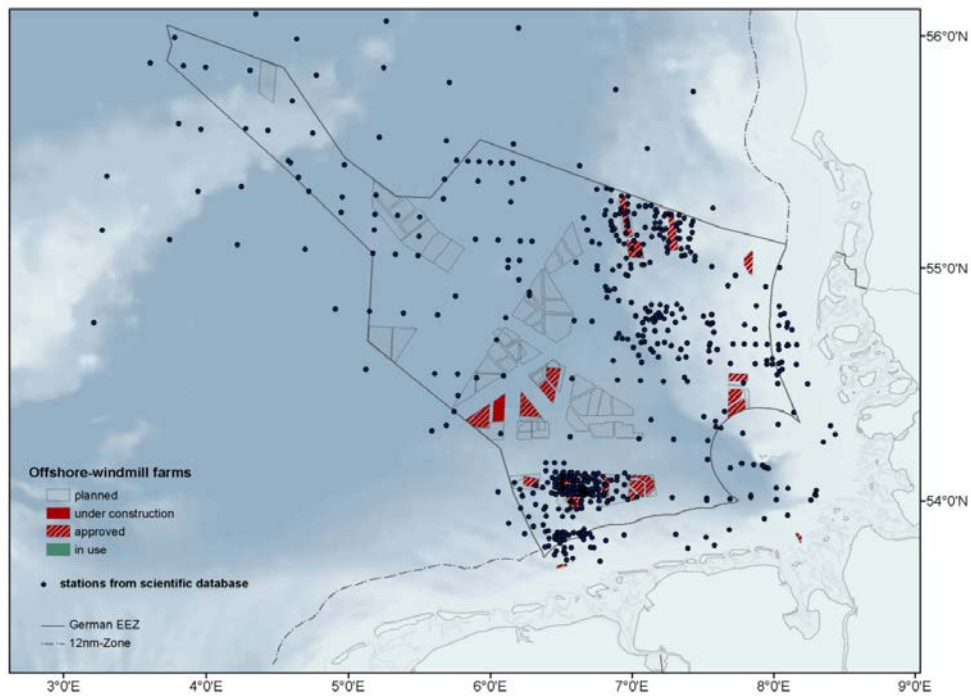 56°0'N
55°0'N
54°0'N
Offshore-windmill farms
planned
under construction
approved
in use
stations from scientific database
German EEZ
12nm-Zone
3°0'E 4°0'E 5°0'E 6°0'E 7°0'E 8°0'E 9°0'E